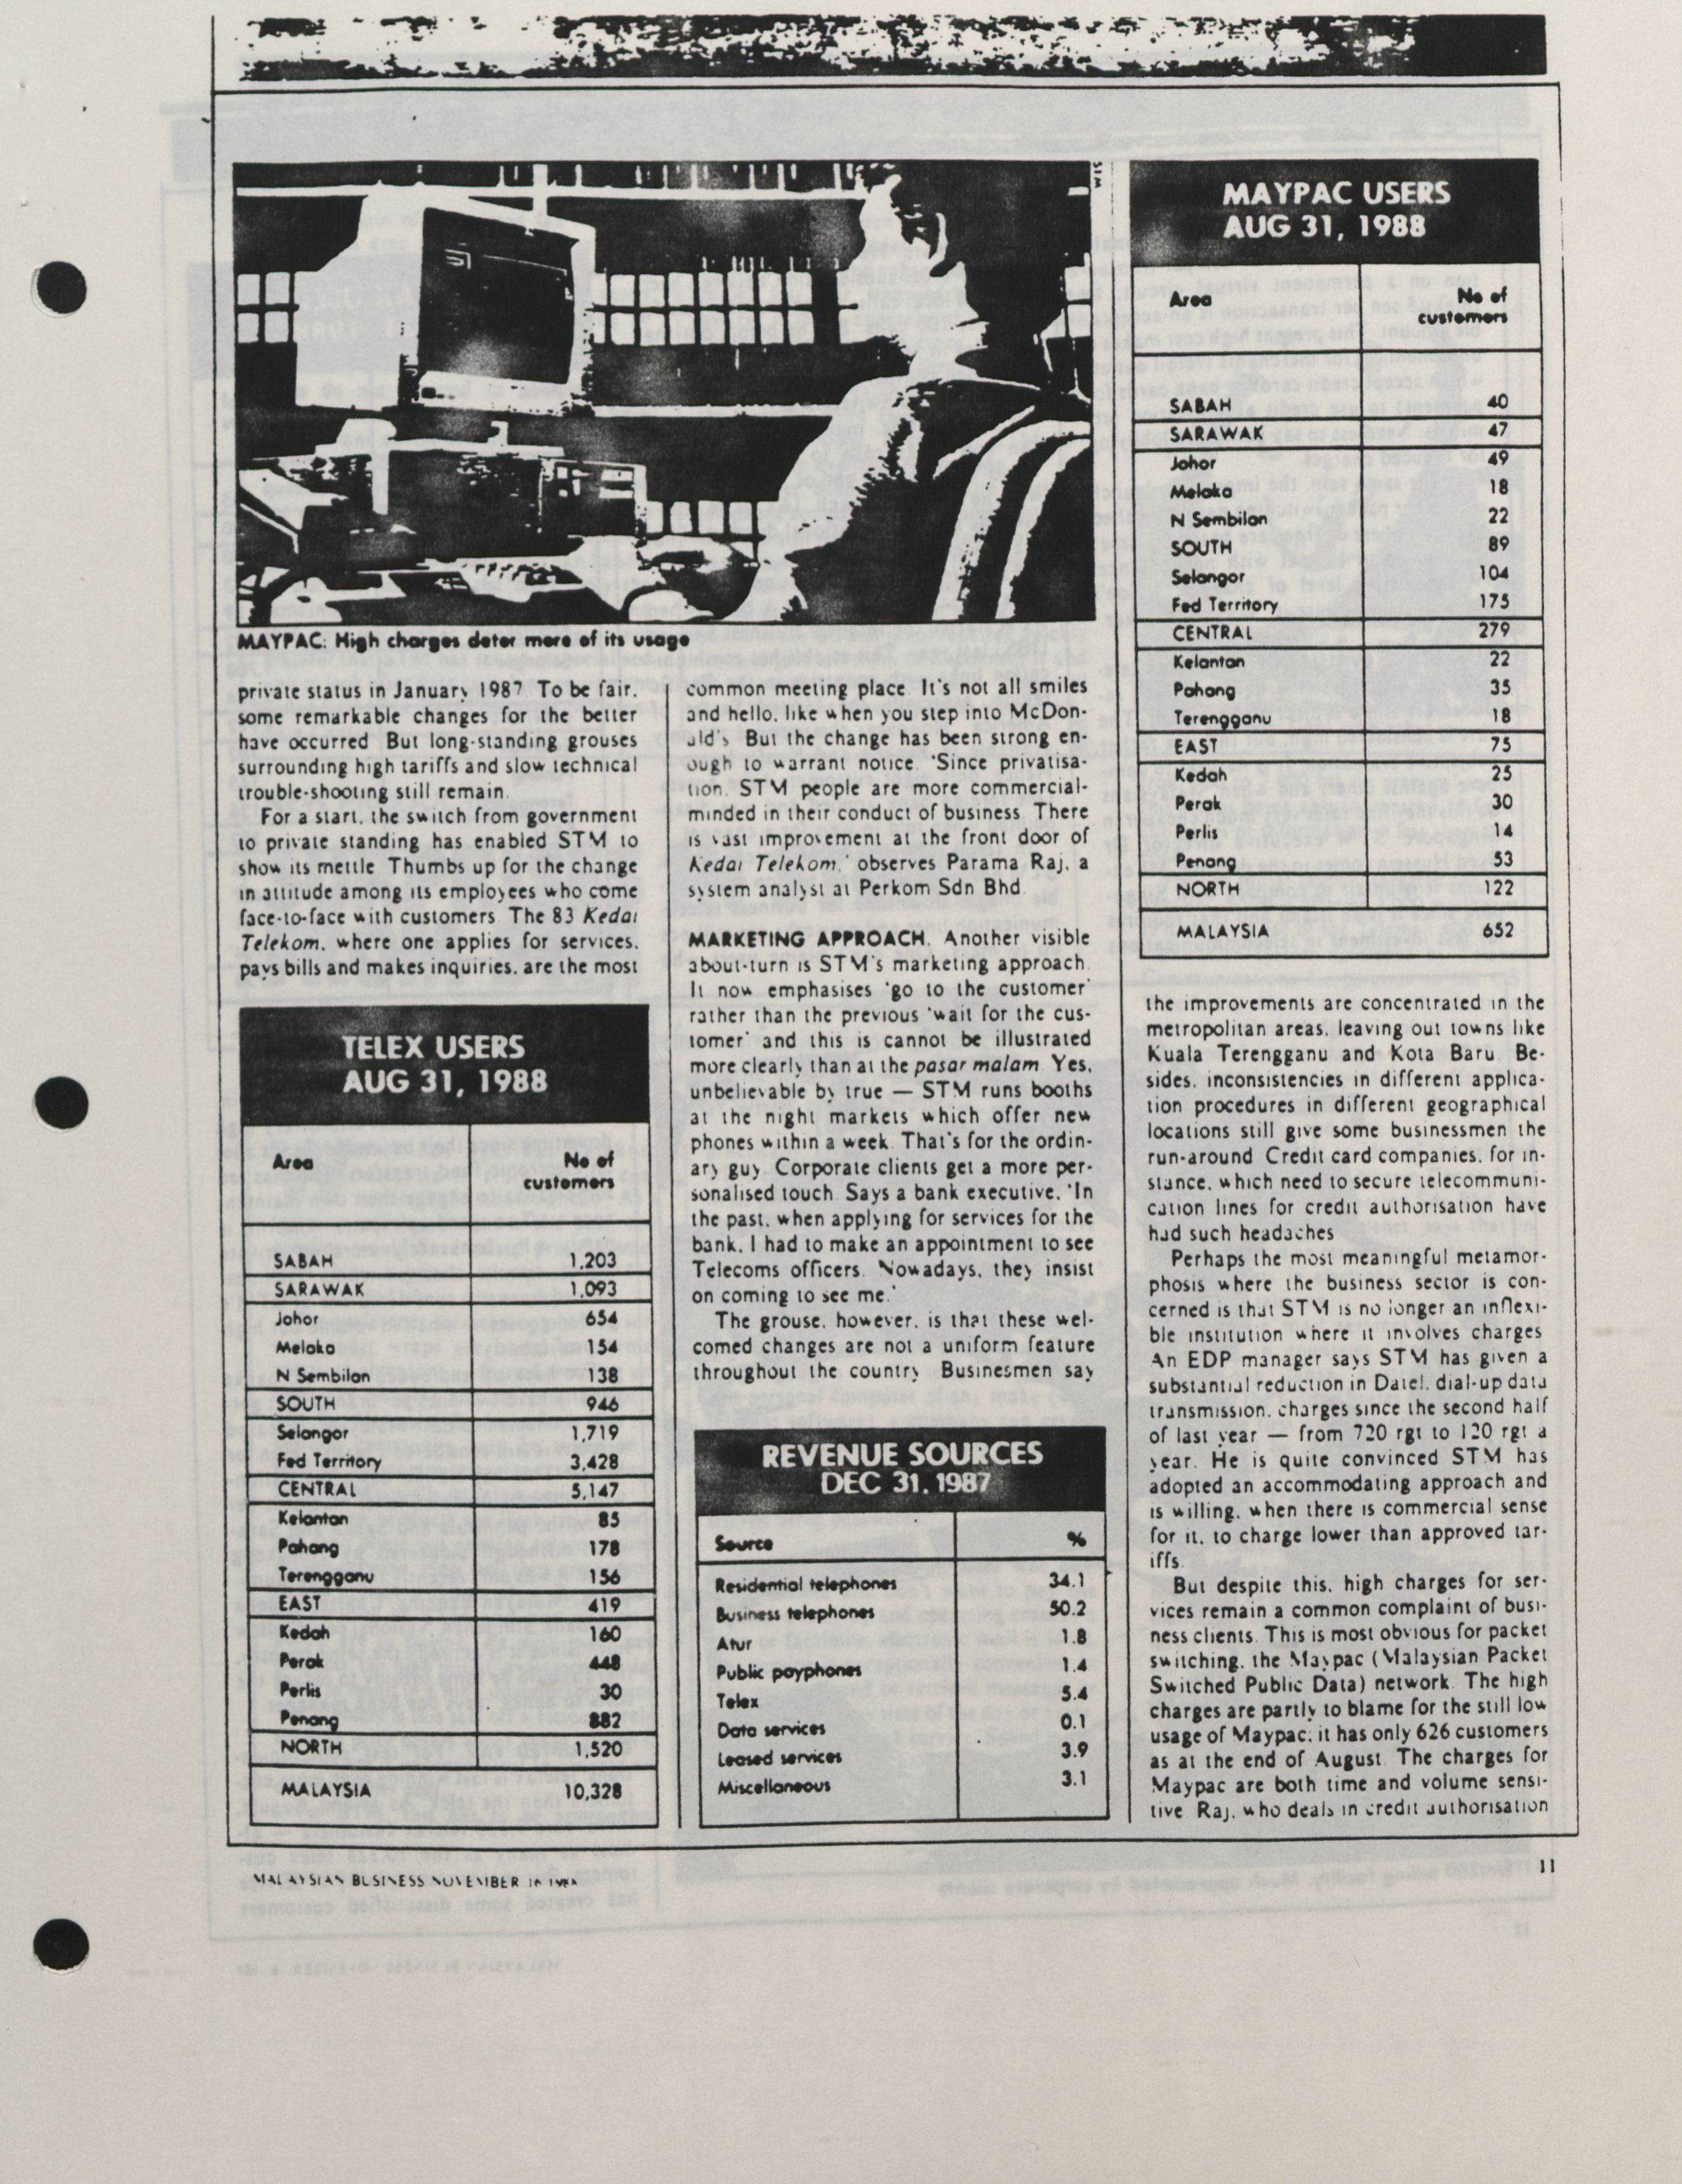 MAYPAC: High charges deter more of its usage
private status in January 1987 To be fair,
some remarkable changes for the better
have occurred But long-standing grouses
surrounding high tariffs and slow technical
trouble-shooting still remain.
For a start, the switch from government
to private standing has enabled STM to
show its mettle Thumbs up for the change
in attitude among its employees who come
face-to-face with customers The 83 Kedai
Telekom, where one applies for services,
pays bills and makes inquiries, are the most
TELEX USERS
AUG 31, 1988
Area No of
customers
SABAH 1,203
SARAWAK 1,093
Johor 654
Melaka 154
N Sembilan 138
SOUTH 946
Selangor 1,719
Fed Territory 3,428
CENTRAL 5,147
Kelantan 85
Pahang 178
Terengganu 156
EAST 419
Kedah 160
Perak 448
Perlis 30
Penang 882
NORTH 1,520
MALAYSIA 10,328
common meeting place. It's not all smiles
and hello, like when you step into McDon-
ald's But the change has been strong en-
ough to warrant notice. 'Since privatisa-
tion, STM people are more commercial-
minded in their conduct of business There
is vast improvement at the front door of
Kedai Telekom,' observes Parama Raj, a
system analyst at Perkom Sdn Bhd.
MARKETING APPROACH. Another visible
about-turn is STM's marketing approach.
It now emphasises 'go to the customer'
rather than the previous 'wait for the cus-
tomer' and this is cannot be illustrated
more clearly than at the pasar malam Yes,
unbelievable by true — STM runs booths
at the night markets which offer new
phones within a week. That's for the ordin-
ary guy. Corporate clients get a more per-
sonalised touch. Says a bank executive, 'In
the past, when applying for services for the
bank, I had to make an appointment to see
Telecoms officers. Nowadays, they insist
on coming to see me.'
The grouse, however, is that these wel-
comed changes are not a uniform feature
throughout the country Businesmen say
REVENUE SOURCES
DEC 31, 1987
Source %
Residential telephones 34.1
Business telephones 50.2
Atur 1.8
Public payphones 1.4
Telex 5.4
Data services 0.1
Leased services 3.9
Miscellaneous 3.1
MAYPAC USERS
AUG 31, 1988
Area No of
customers
SABAH 40
SARAWAK 47
Johor 49
Melaka 18
N Sembilan 22
SOUTH 89
Selangor 104
Fed Territory 175
CENTRAL 279
Kelantan 22
Pahang 35
Terengganu 18
EAST 75
Kedah 25
Perak 30
Perlis 14
Penang 53
NORTH 122
MALAYSIA 652
the improvements are concentrated in the
metropolitan areas, leaving out towns like
Kuala Terengganu and Kota Baru. Be-
sides, inconsistencies in different applica-
tion procedures in different geographical
locations still give some businessmen the
run-around Credit card companies, for in-
stance, which need to secure telecommuni-
cation lines for credit authorisation have
had such headaches
Perhaps the most meaningful metamor-
phosis where the business sector is con-
cerned is that STM is no longer an inflexi-
ble institution where it involves charges
An EDP manager says STM has given a
substantial reduction in Datel, dial-up data
transmission, charges since the second half
of last year — from 720 rgt to 120 rgt a
year. He is quite convinced STM has
adopted an accommodating approach and
is willing, when there is commercial sense
for it, to charge lower than approved tar-
iffs.
But despite this, high charges for ser-
vices remain a common complaint of busi-
ness clients. This is most obvious for packet
switching, the Maypac (Malaysian Packet
Switched Public Data) network. The high
charges are partly to blame for the still low
usage of Maypac; it has only 626 customers
as at the end of August. The charges for
Maypac are both time and volume sensi-
tive Raj, who deals in credit authorisation
MALAYSIAN BUSINESS NOVEMBER 16 1988
11